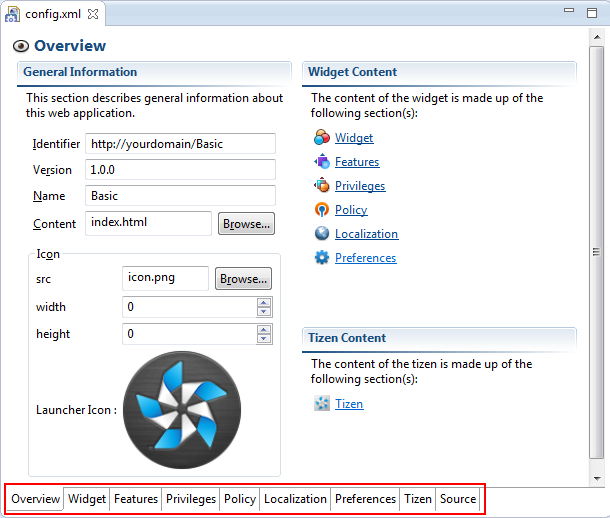 config.xml
Overview
General Information
This section describes general information about
this web application.
Identifier http://yourdomain/Basic
Version 1.0.0
Name Basic
Content index.html Browse...
Icon
src icon.png Browse...
width 0
height 0
Launcher Icon :
Widget Content
The content of the widget is made up of the
following section(s):
Widget
Features
Privileges
Policy
Localization
Preferences
Tizen Content
The content of the tizen is made up of the
following section(s):
Tizen
Overview Widget Features Privileges Policy Localization Preferences Tizen Source